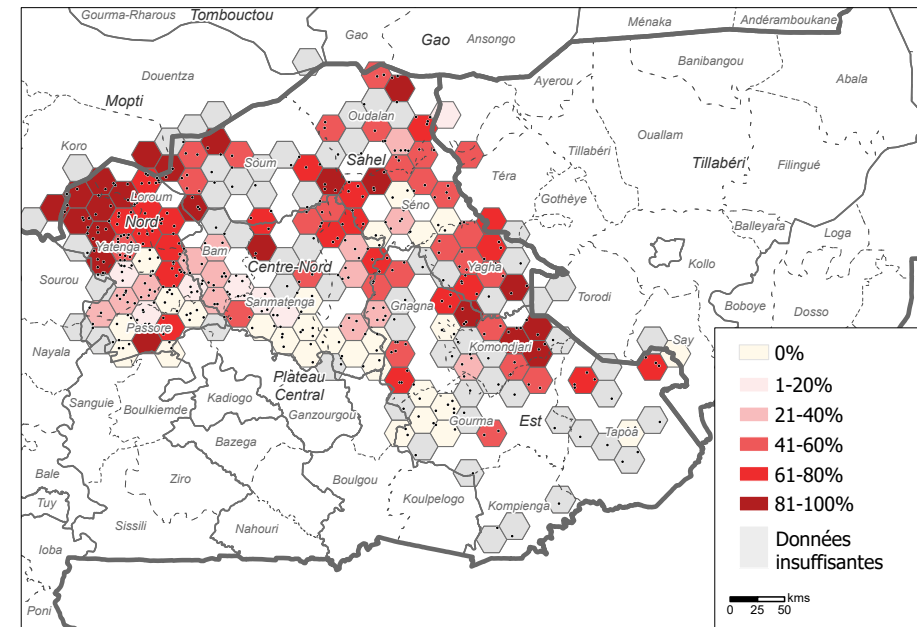 Gourma-Rharous
Tombouctou
Gao
Gao
Ansongo
Ménaka
Andéramboukane
Douentza
Mopti
Ayerou
Banibangou
Abala
Oudalan
Koro
Soum
Sahel
Tillabéri
Ouallam
Tillabéri
Filingué
Téra
Loroum
Séno
Gothèye
Nord
Balleyara
Loga
Yatenga
Bam
Centre-Nord
Yagha
Kollo
Sourou
Torodi
Boboye
Dosso
Sanmatenga
Gnagna
Passore
Nayala
Komondjari
Say
Plateau
Central
Sanguie
Boulkiemde
Kadiogo
Ganzourgou
Gourma
Est
Tapoa
Bazega
Bale
Ziro
Boulgou
Koulpelogo
Kompienga
Tuy
Sissili
Nahouri
Ioba
Poni
0%
1-20%
21-40%
41-60%
61-80%
81-100%
Données
insuffisantes
kms
0 25 50